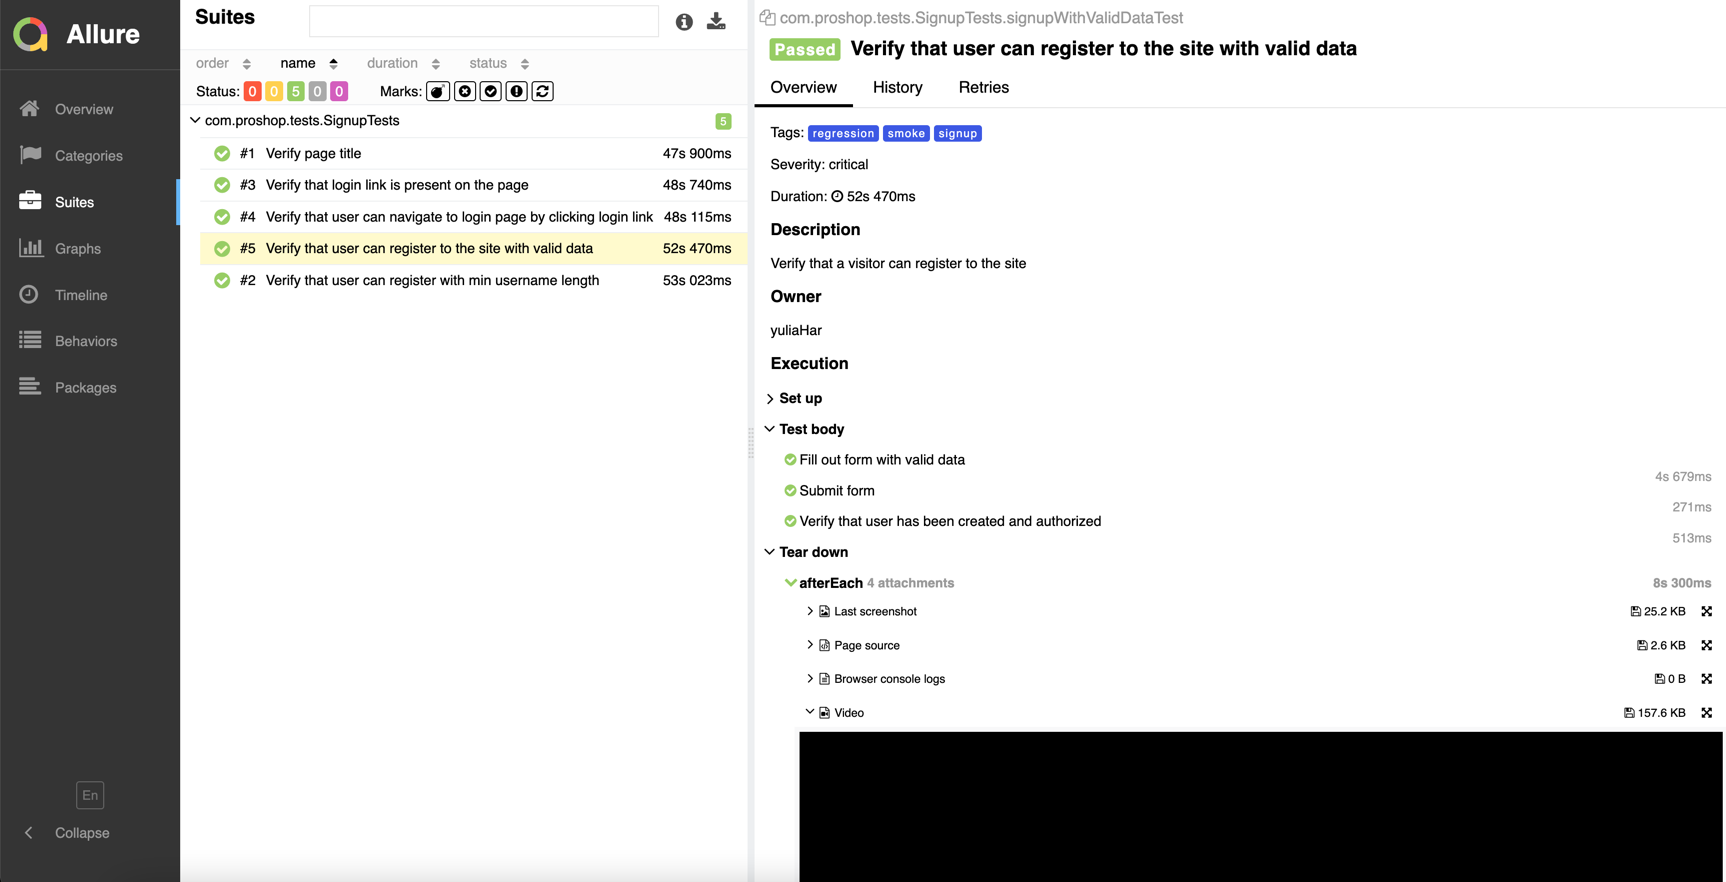 Allure
Overview
Categories
Suites
Graphs
Timeline
Behaviors
Packages
En
Collapse
Suites
order name duration status
Status: 0 0 5 0 0 Marks:
com.proshop.tests.SignupTests 5
#1 Verify page title 47s 900ms
#3 Verify that login link is present on the page 48s 740ms
#4 Verify that user can navigate to login page by clicking login link 48s 115ms
#5 Verify that user can register to the site with valid data 52s 470ms
#2 Verify that user can register with min username length 53s 023ms
com.proshop.tests.SignupTests.signupWithValidDataTest
Passed Verify that user can register to the site with valid data
Overview History Retries
Tags: regression smoke signup
Severity: critical
Duration: 52s 470ms
Description
Verify that a visitor can register to the site
Owner
yuliaHar
Execution
Set up
Test body
Fill out form with valid data
4s 679ms
Submit form
271ms
Verify that user has been created and authorized
513ms
Tear down
afterEach 4 attachments 8s 300ms
Last screenshot 25.2 KB
Page source 2.6 KB
Browser console logs 0 B
Video 157.6 KB